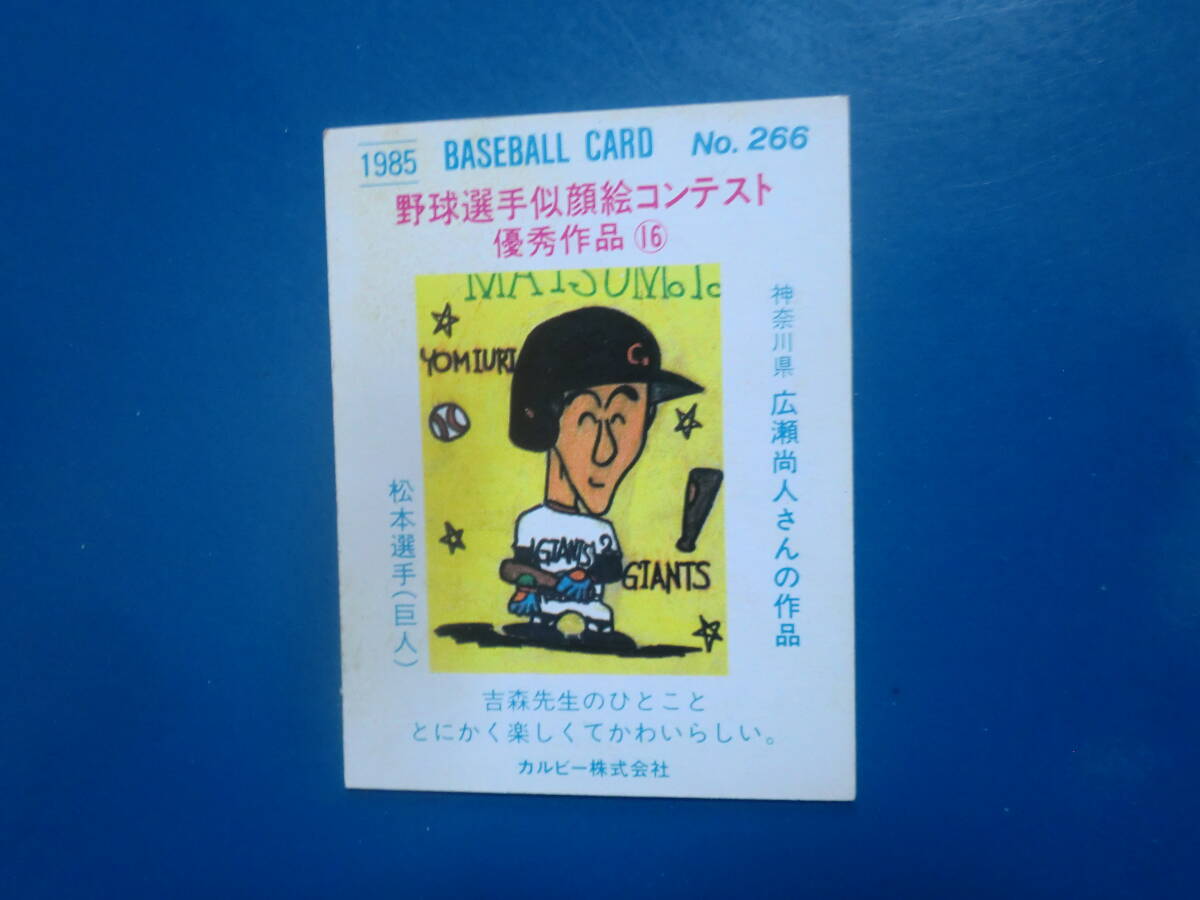 1985 BASEBALL CARD No. 266
野球選手似顔絵コンテスト
優秀作品⑯
MATSUMoTo
YOMIURI
G
GIANTS 2
GIANTS
神奈川県 広瀬尚人さんの作品
松本選手(巨人)
吉森先生のひとこと
とにかく楽しくてかわいらしい。
カルビー株式会社